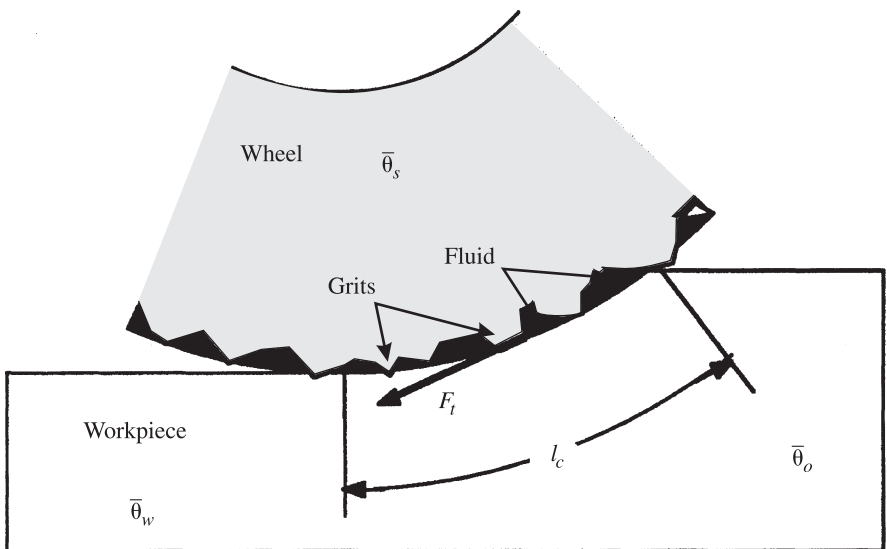 Wheel
θ̅s
Fluid
Grits
Ft
Workpiece
lc
θ̅o
θ̅w